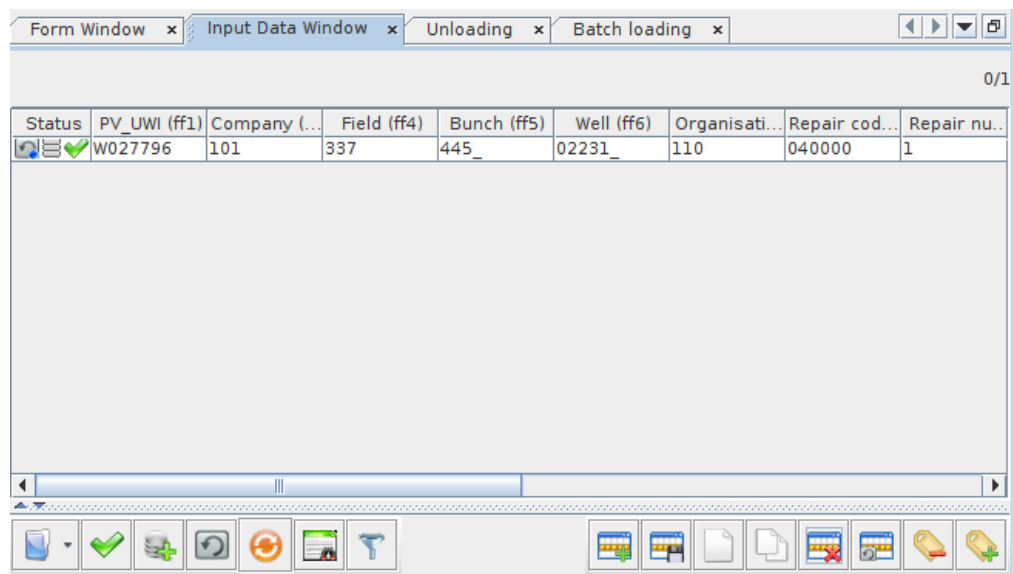 Form Window x Input Data Window x Unloading x Batch loading x
0/1
Status PV_UWI (ff1) Company (... Field (ff4) Bunch (ff5) Well (ff6) Organisati... Repair cod... Repair nu..
W027796 101 337 445_ 02231_ 110 040000 1